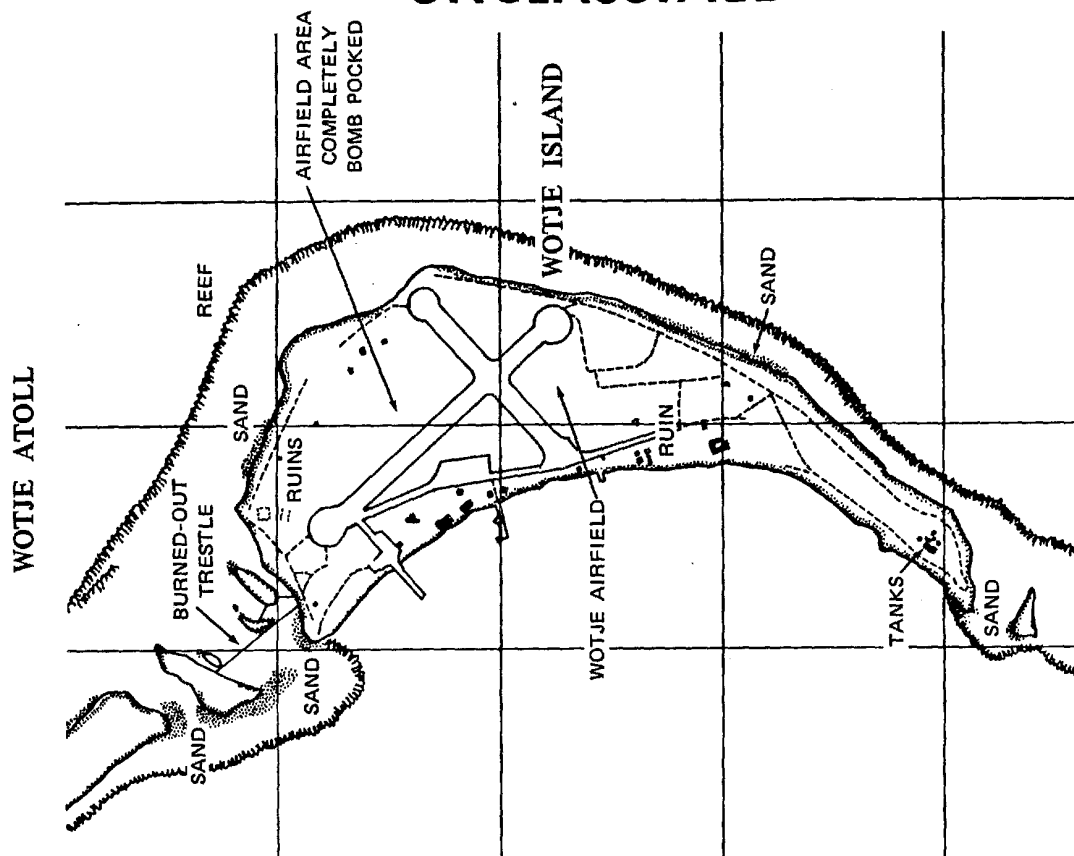 WOTJE ATOLL
BURNED-OUT
TRESTLE
SAND
REEF
SAND
RUINS
SAND
AIRFIELD AREA
COMPLETELY
BOMB POCKED
WOTJE ISLAND
WOTJE AIRFIELD
RUIN
SAND
TANKS
SAND